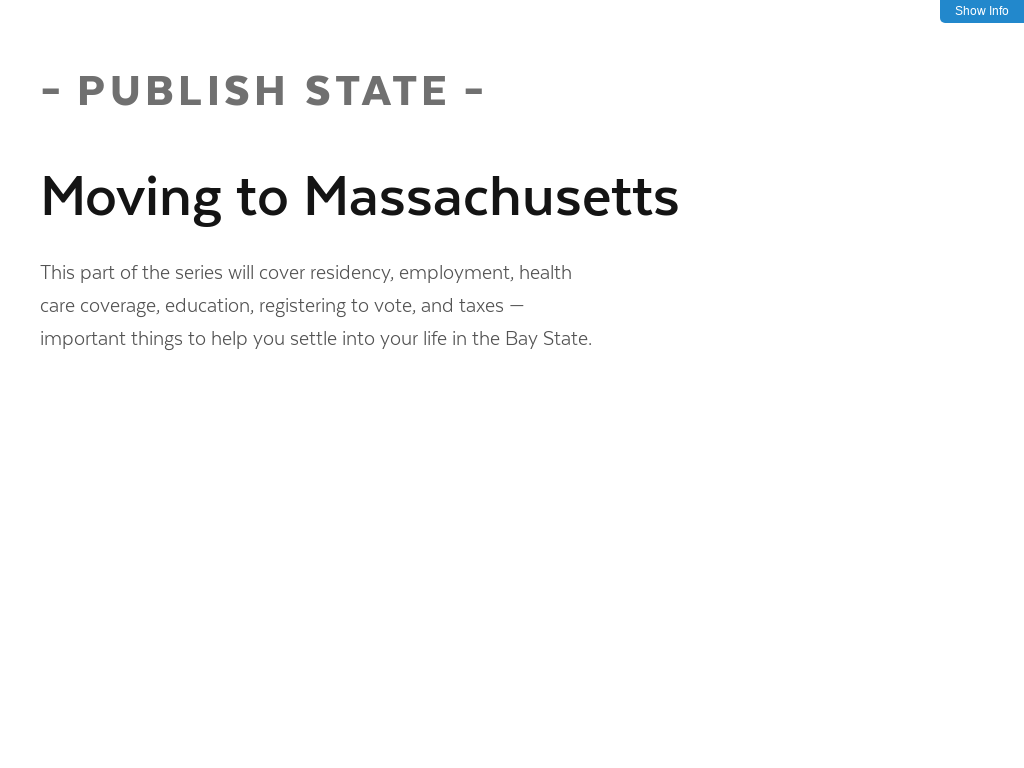 Show Info
- PUBLISH STATE -
Moving to Massachusetts
This part of the series will cover residency, employment, health
care coverage, education, registering to vote, and taxes —
important things to help you settle into your life in the Bay State.